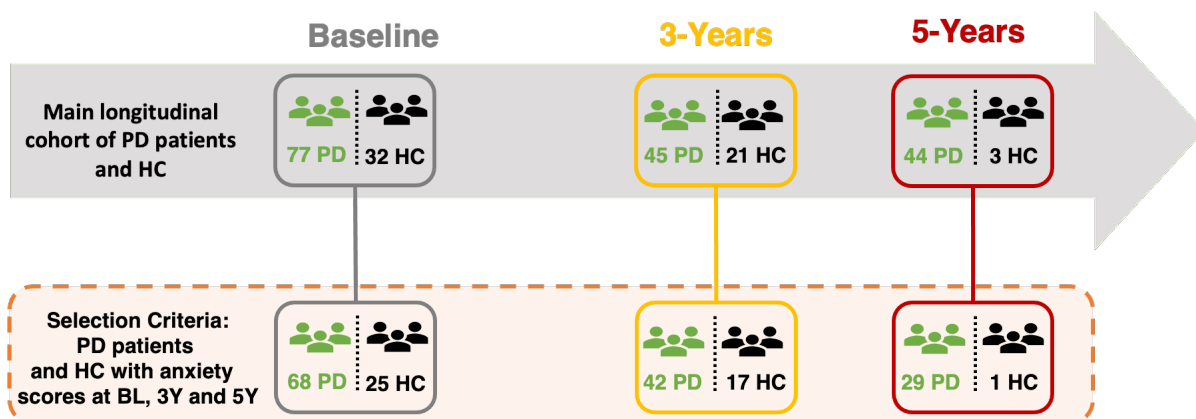 Baseline
3-Years
5-Years
Main longitudinal
cohort of PD patients
and HC
77 PD
32 HC
45 PD
21 HC
44 PD
3 HC
Selection Criteria:
PD patients
and HC with anxiety
scores at BL, 3Y and 5Y
68 PD
25 HC
42 PD
17 HC
29 PD
1 HC